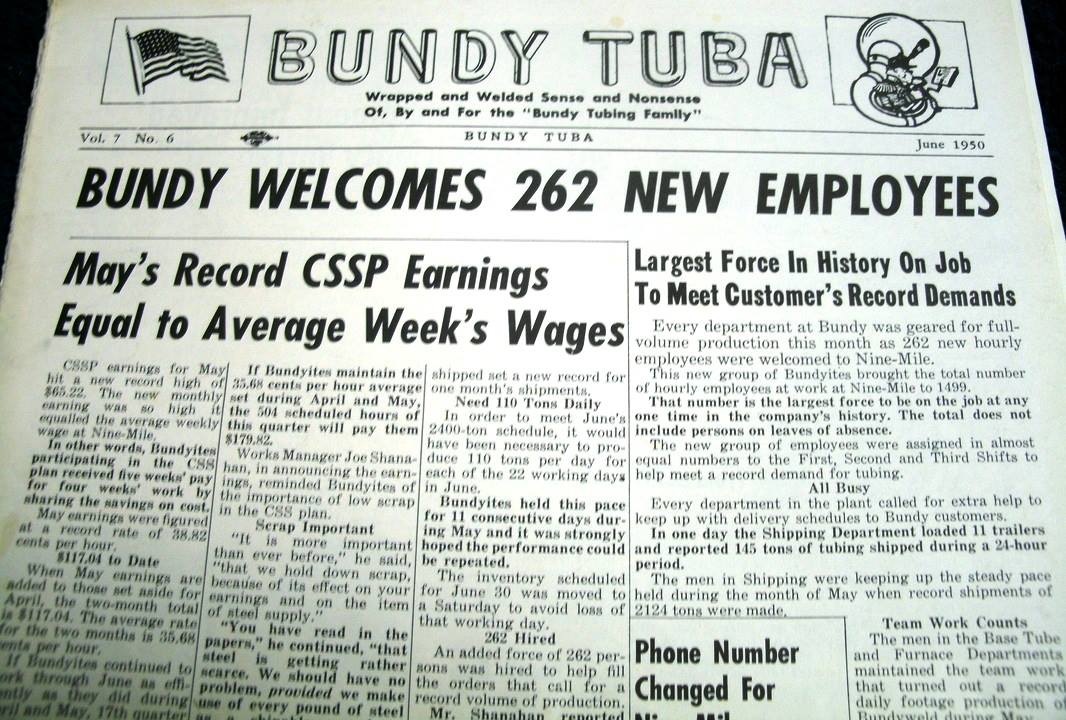 BUNDY TUBA
Wrapped and Welded Sense and Nonsense
Of, By and For the "Bundy Tubing Family"
Vol. 7 No. 6
BUNDY TUBA
June 1950
BUNDY WELCOMES 262 NEW EMPLOYEES
May's Record CSSP Earnings
Equal to Average Week's Wages
CSSP earnings for May
hit a new record high of
$65.22. The new monthly
earning was so high it
equalled the average weekly
wage at Nine-Mile.
In other words, Bundyites
participating in the CSS
plan received five weeks' pay
for four weeks' work by
sharing the savings on cost.
May earnings were figured
at a record rate of 38.82
cents per hour.
$117.04 to Date
When May earnings are
added to those set aside for
April, the two-month total
is $117.04. The average rate
for the two months is 35.68
cents per hour.
If Bundyites continued to
work through June as effi-
ently as they did during
April and May, 17th quarter
If Bundyites maintain the
35.68 cents per hour average
set during April and May,
the 504 scheduled hours of
this quarter will pay them
$179.82.
Works Manager Joe Shana-
han, in announcing the earn-
ings, reminded Bundyites of
the importance of low scrap
in the CSS plan.
Scrap Important
"It is more important
than ever before," he said,
"that we hold down scrap,
because of its effect on your
earnings and on the item
of steel supply."
"You have read in the
papers," he continued, "that
steel is getting rather
scarce. We should have no
problem, provided we make
use of every pound of steel
shipped set a new record for
one month's shipments.
Need 110 Tons Daily
In order to meet June's
2400-ton schedule, it would
have been necessary to pro-
duce 110 tons per day for
each of the 22 working days
in June.
Bundyites held this pace
for 11 consecutive days dur-
ing May and it was strongly
hoped the performance could
be repeated.
The inventory scheduled
for June 30 was moved to
a Saturday to avoid loss of
that working day.
262 Hired
An added force of 262 per-
sons was hired to help fill
the orders that call for a
record volume of production.
Mr. Shanahan reported
Largest Force In History On Job
To Meet Customer's Record Demands
Every department at Bundy was geared for full-
volume production this month as 262 new hourly
employees were welcomed to Nine-Mile.
This new group of Bundyites brought the total number
of hourly employees at work at Nine-Mile to 1499.
That number is the largest force to be on the job at any
one time in the company's history. The total does not
include persons on leaves of absence.
The new group of employees were assigned in almost
equal numbers to the First, Second and Third Shifts to
help meet a record demand for tubing.
All Busy
Every department in the plant called for extra help to
keep up with delivery schedules to Bundy customers.
In one day the Shipping Department loaded 11 trailers
and reported 145 tons of tubing shipped during a 24-hour
period.
The men in Shipping were keeping up the steady pace
held during the month of May when record shipments of
2124 tons were made.
Phone Number
Changed For
Team Work Counts
The men in the Base Tube
and Furnace Departments
maintained the team work
that turned out a record
daily footage production of
Bundyweld during May.